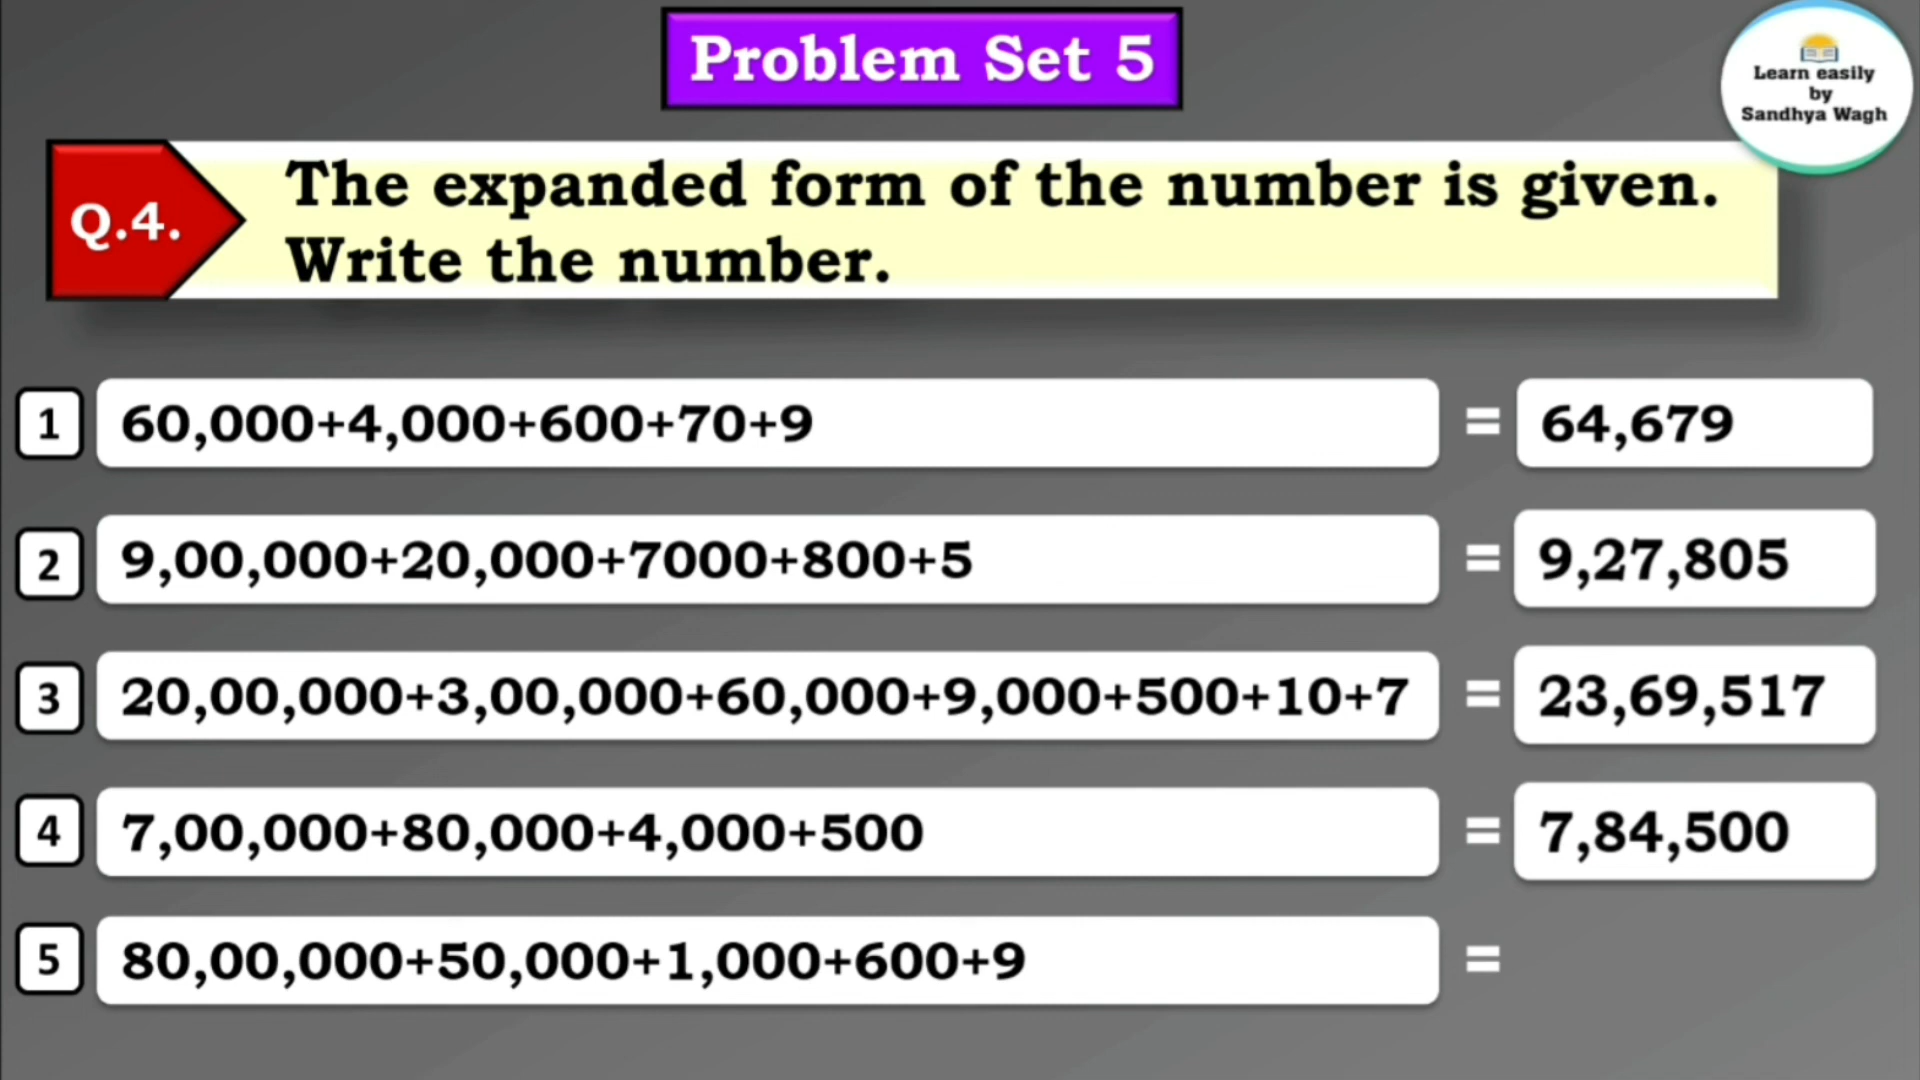 Problem Set 5
Learn easily
by
Sandhya Wagh
Q.4.
The expanded form of the number is given.
Write the number.
1 60,000+4,000+600+70+9 = 64,679
2 9,00,000+20,000+7000+800+5 = 9,27,805
3 20,00,000+3,00,000+60,000+9,000+500+10+7 = 23,69,517
4 7,00,000+80,000+4,000+500 = 7,84,500
5 80,00,000+50,000+1,000+600+9 =